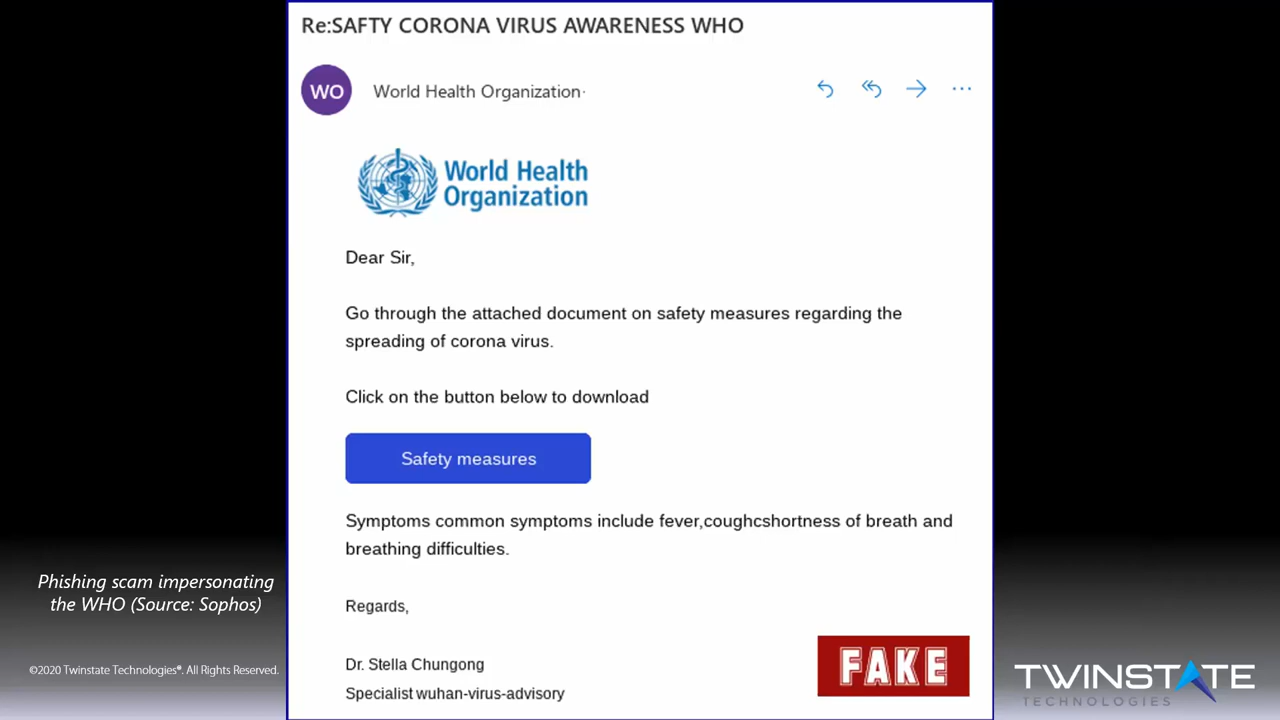 Re:SAFTY CORONA VIRUS AWARENESS WHO
WO
World Health Organization
World Health
Organization
Dear Sir,
Go through the attached document on safety measures regarding the
spreading of corona virus.
Click on the button below to download
Safety measures
Symptoms common symptoms include fever,coughcshortness of breath and
breathing difficulties.
Regards,
Dr. Stella Chungong
Specialist wuhan-virus-advisory
FAKE
Phishing scam impersonating
the WHO (Source: Sophos)
©2020 Twinstate Technologies®. All Rights Reserved.
TWINSTATE
TECHNOLOGIES